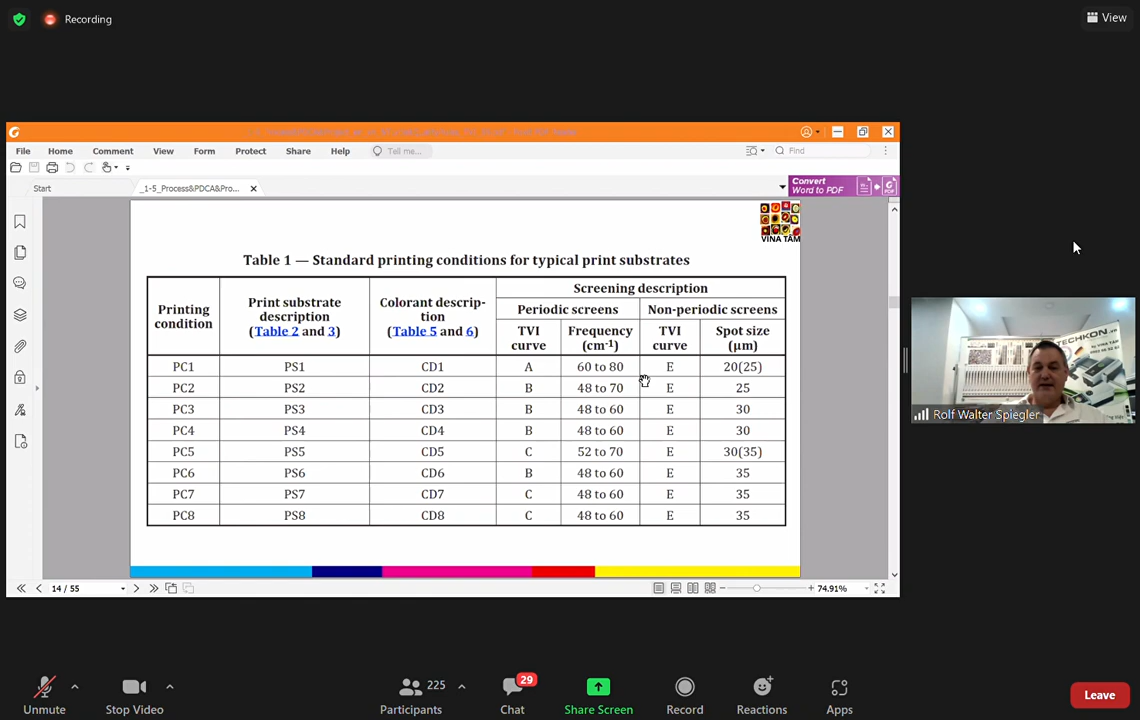 Recording
View
File Home Comment View Form Protect Share Help Tell me... Find
Start _1-5_Process&PDCA&Pro... Convert
Word to PDF
VINA TÂM
Table 1 — Standard printing conditions for typical print substrates
Printing condition Print substrate description (Table 2 and 3) Colorant descrip-tion (Table 5 and 6) Screening description
Periodic screens Non-periodic screens
TVI curve Frequency (cm-1) TVI curve Spot size (µm)
PC1 PS1 CD1 A 60 to 80 E 20(25)
PC2 PS2 CD2 B 48 to 70 E 25
PC3 PS3 CD3 B 48 to 60 E 30
PC4 PS4 CD4 B 48 to 60 E 30
PC5 PS5 CD5 C 52 to 70 E 30(35)
PC6 PS6 CD6 B 48 to 60 E 35
PC7 PS7 CD7 C 48 to 60 E 35
PC8 PS8 CD8 C 48 to 60 E 35
14 / 55 74.91%
TECHKON
Rolf Walter Spiegler
Unmute Stop Video Participants 225 Chat 29 Share Screen Record Reactions Apps Leave